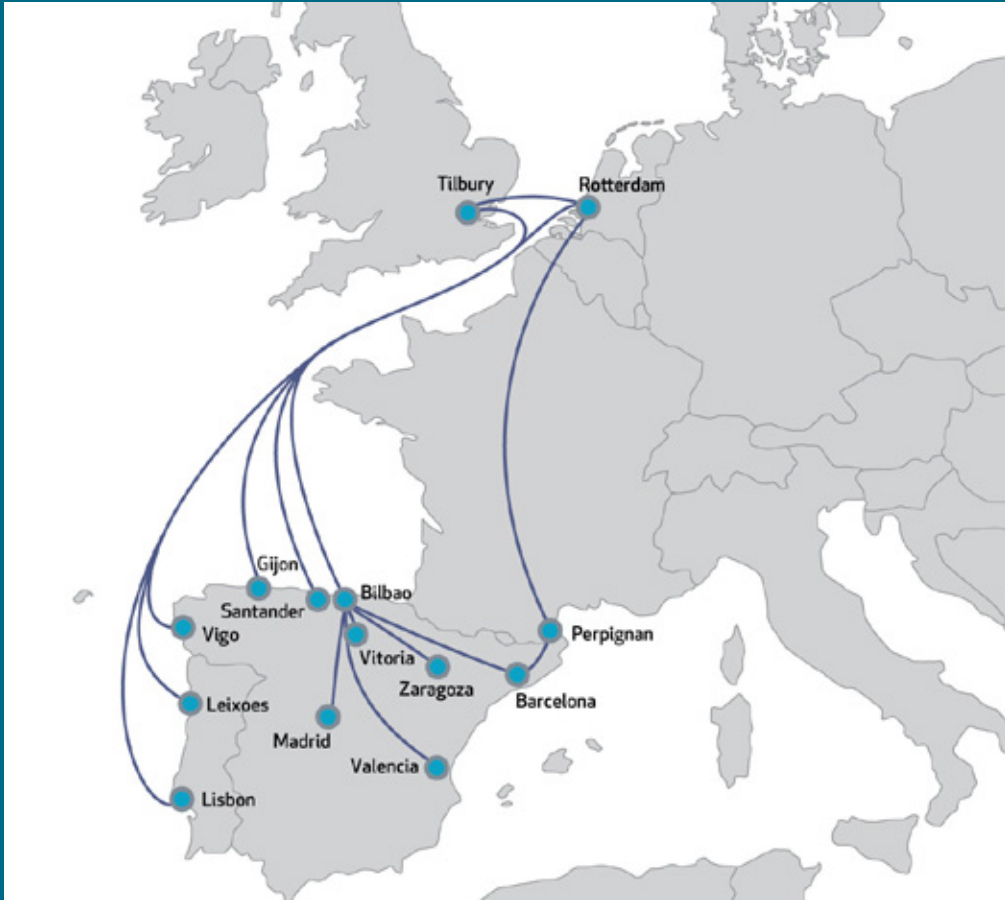 Tilbury
Rotterdam
Gijon
Santander
Bilbao
Vigo
Vitoria
Perpignan
Zaragoza
Barcelona
Leixoes
Madrid
Valencia
Lisbon